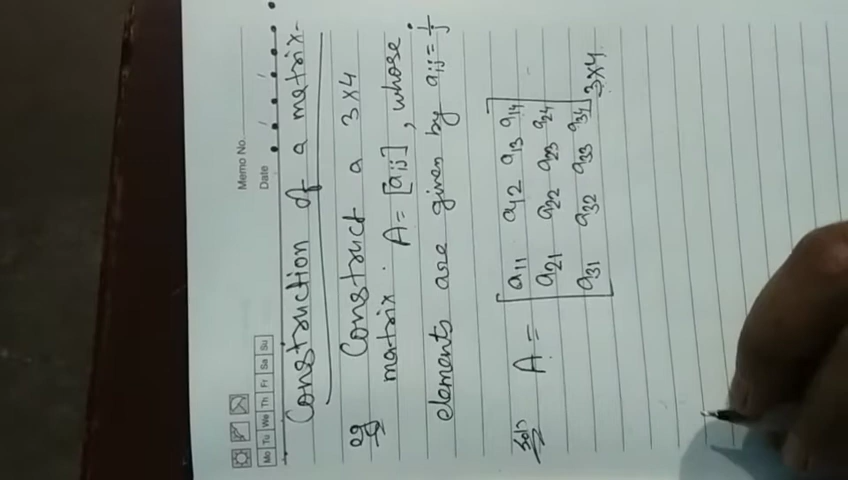 Memo No.
Date / /
Mo Tu We Th Fr Sa Su
Construction of a matrix-
eg Construct a 3×4
matrix. A = [aij], whose
elements are given by aij = i/j
Soln A = [a11 a12 a13 a14
a21 a22 a23 a24
a31 a32 a33 a34] 3×4